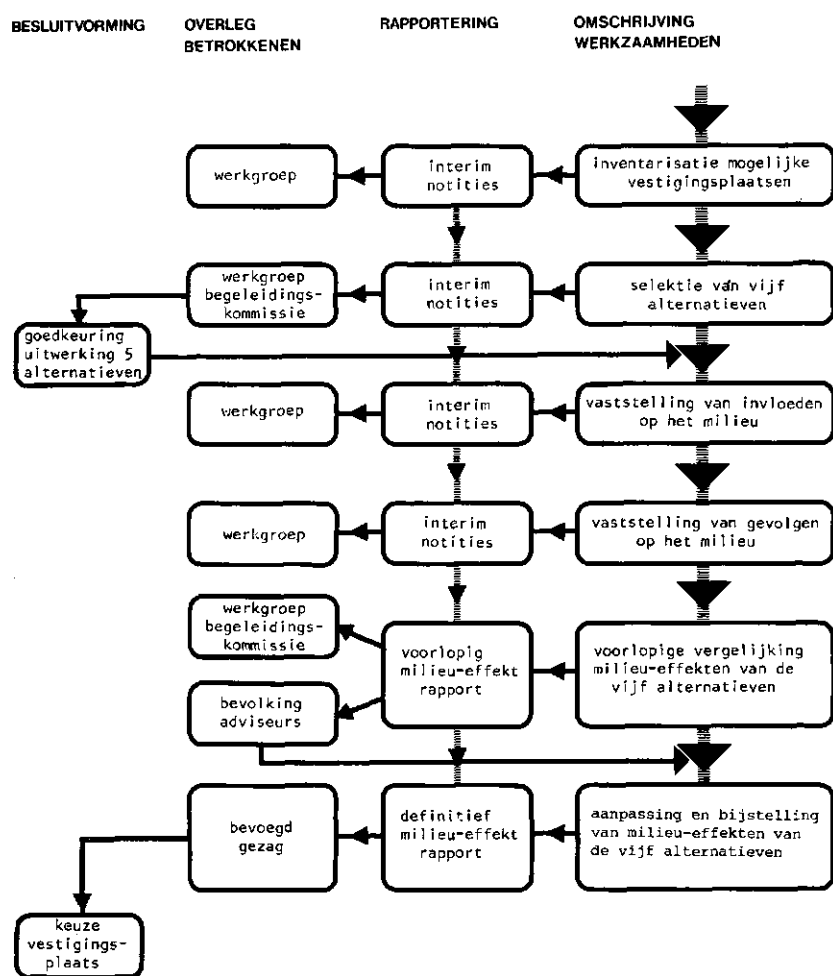 BESLUITVORMING
OVERLEG
BETROKKENEN
RAPPORTERING
OMSCHRIJVING
WERKZAAMHEDEN
werkgroep
interim
notities
inventarisatie mogelijke
vestigingsplaatsen
werkgroep
begeleidings-
kommissie
interim
notities
selektie van vijf
alternatieven
goedkeuring
uitwerking 5
alternatieven
werkgroep
interim
notities
vaststelling van invloeden
op het milieu
werkgroep
interim
notities
vaststelling van gevolgen
op het milieu
werkgroep
begeleidings-
kommissie
voorlopig
milieu-effekt
rapport
voorlopige vergelijking
milieu-effekten van de
vijf alternatieven
bevolking
adviseurs
bevoegd
gezag
definitief
milieu-effekt
rapport
aanpassing en bijstelling
van milieu-effekten van
de vijf alternatieven
keuze
vestigings-
plaats